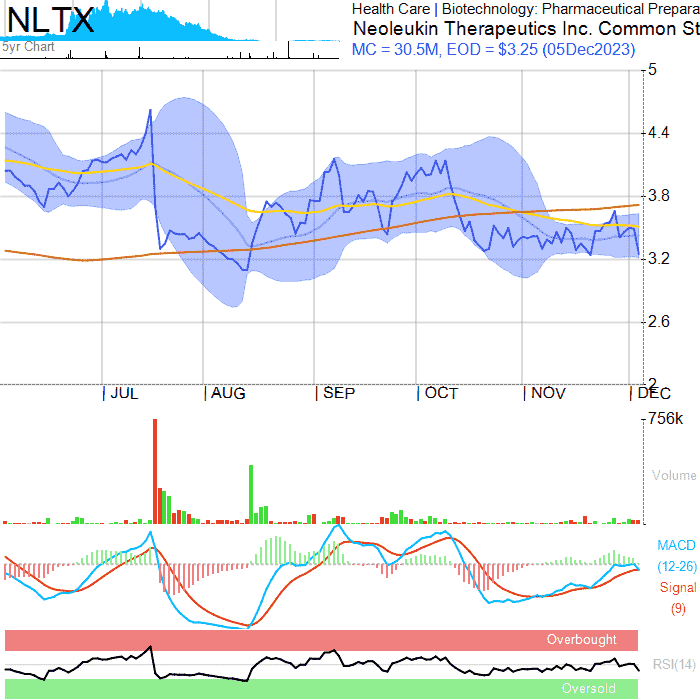 NLTX
5yr Chart
Health Care | Biotechnology: Pharmaceutical Prepara
Neoleukin Therapeutics Inc. Common St
MC = 30.5M, EOD = $3.25 (05Dec2023)
5
4.4
3.8
3.2
2.6
2
| JUL | AUG | SEP | OCT | NOV | DEC
756k
Volume
MACD
(12-26)
Signal
(9)
Overbought
RSI(14)
Oversold